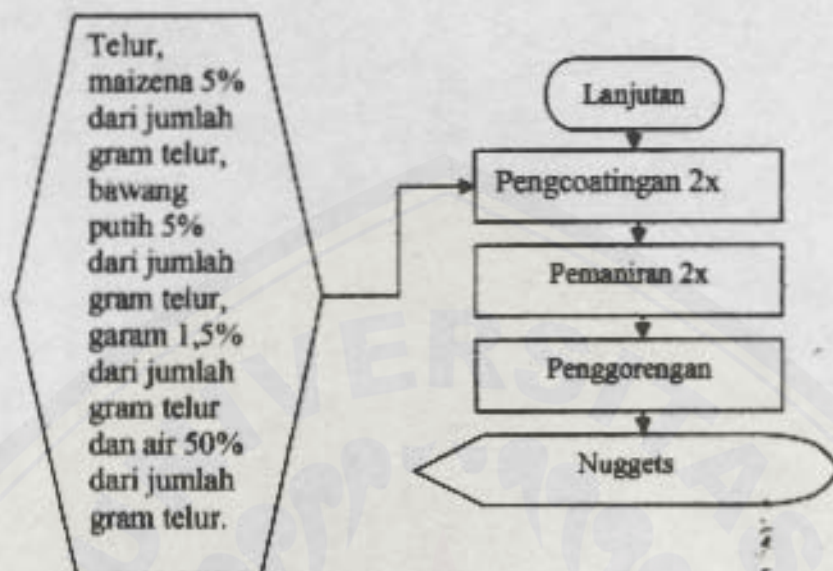 Telur,
maizena 5%
dari jumlah
gram telur,
bawang
putih 5%
dari jumlah
gram telur,
garam 1,5%
dari jumlah
gram telur
dan air 50%
dari jumlah
gram telur.
Lanjutan
Pengcoatingan 2x
Pemaniran 2x
Penggorengan
Nuggets